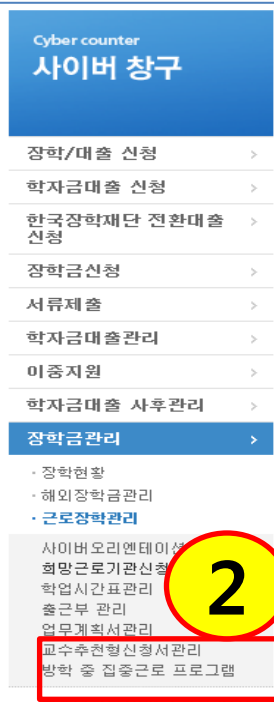 Cyber counter
사이버 창구
장학/대출 신청
학자금대출 신청
한국장학재단 전환대출
신청
장학금신청
서류제출
학자금대출관리
이중지원
학자금대출 사후관리
장학금관리
장학현황
해외장학금관리
근로장학관리
사이버오리엔테이션
희망근로기관신청
학업시간표관리
출근부 관리
업무계획서관리
교수추천형신청서관리
방학 중 집중근로 프로그램
2